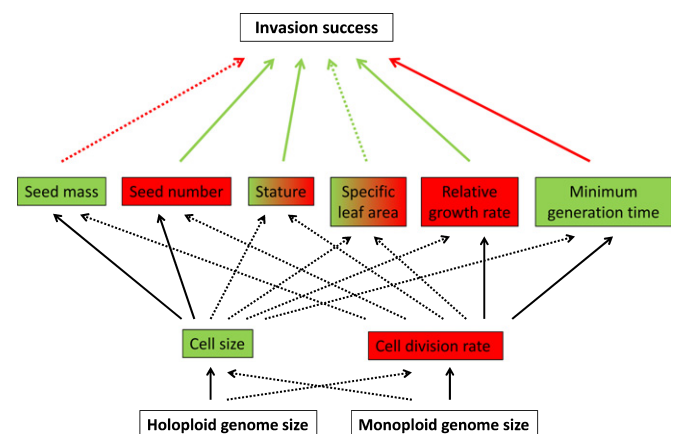 Invasion success
Seed mass
Seed number
Stature
Specific
leaf area
Relative
growth rate
Minimum
generation time
Cell size
Cell division rate
Holoploid genome size
Monoploid genome size